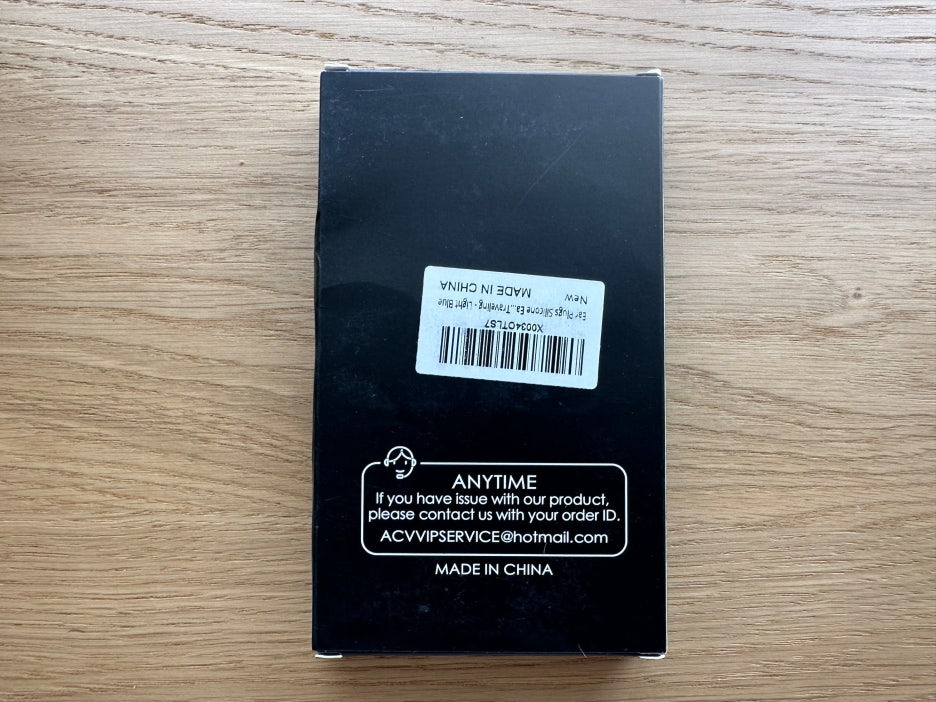 X0034OTLS7
Ear Plugs Silicone Ea...Traveling - Light Blue
New
MADE IN CHINA
ANYTIME
If you have issue with our product,
please contact us with your order ID.
ACVVIPSERVICE@hotmail.com
MADE IN CHINA